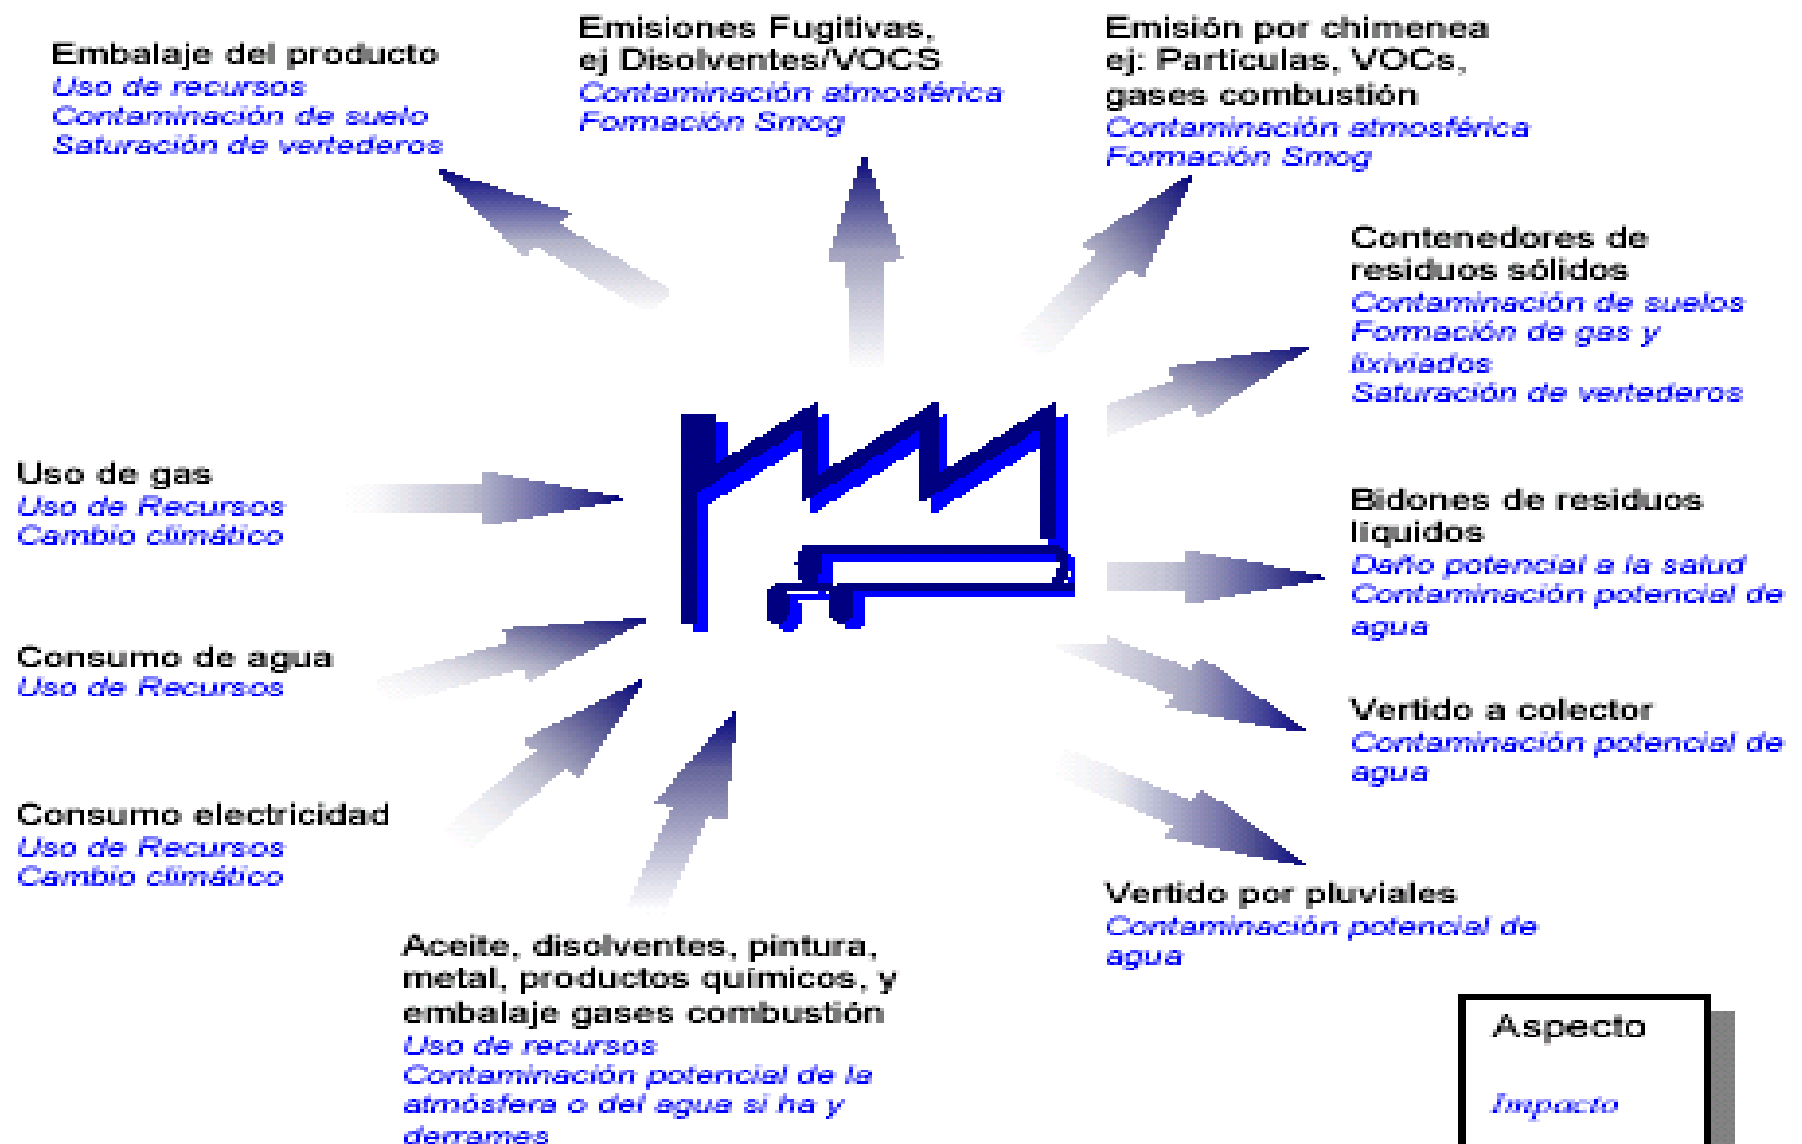 Embalaje del producto
Uso de recursos
Contaminación de suelo
Saturación de vertederos
Emisiones Fugitivas,
ej Disolventes/VOCS
Contaminación atmosférica
Formación Smog
Emisión por chimenea
ej: Partículas, VOCs,
gases combustión
Contaminación atmosférica
Formación Smog
Contenedores de
residuos sólidos
Contaminación de suelos
Formación de gas y
lixiviados
Saturación de vertederos
Uso de gas
Uso de Recursos
Cambio climático
Bidones de residuos
líquidos
Daño potencial a la salud
Contaminación potencial de
agua
Consumo de agua
Uso de Recursos
Vertido a colector
Contaminación potencial de
agua
Consumo electricidad
Uso de Recursos
Cambio climático
Vertido por pluviales
Contaminación potencial de
agua
Aceite, disolventes, pintura,
metal, productos químicos, y
embalaje gases combustión
Uso de recursos
Contaminación potencial de la
atmósfera o del agua si ha y
derrames
Aspecto
Impacto